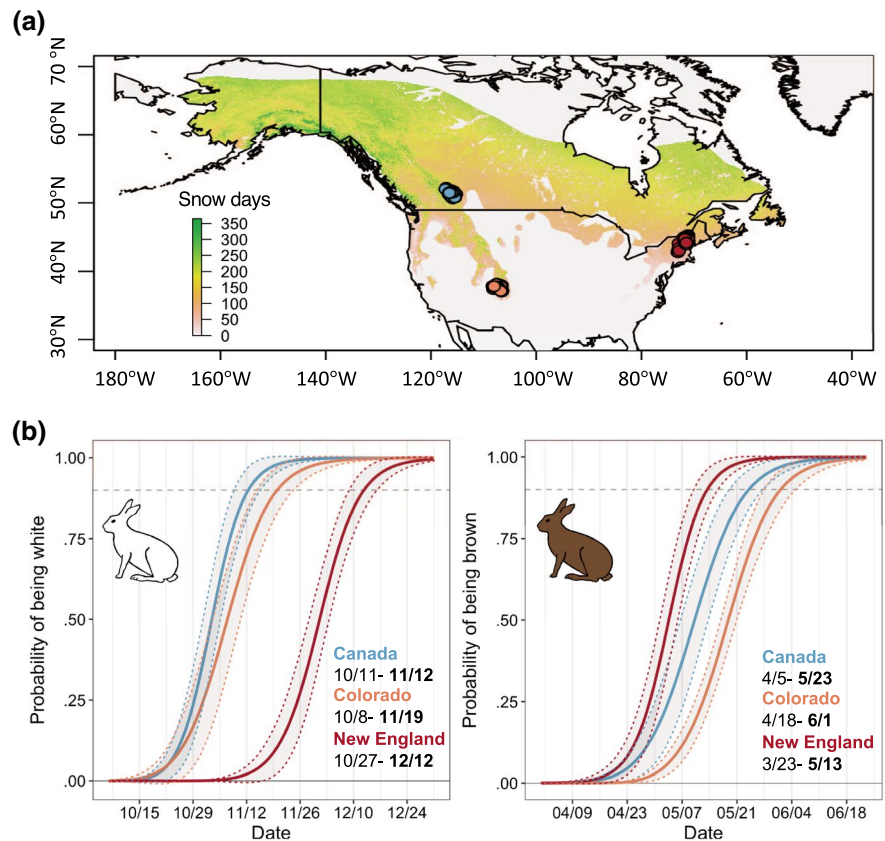 (a)
70 °N
60°N
50°N
40°N
30°N
Snow days
350
300
250
200
150
100
50
0
180°W 160°W 140°W 120°W 100°W 80°W 60°W 40°W
(b)
Probability of being white
1.00
.75
.50
.25
.00
Canada
10/11- 11/12
Colorado
10/8- 11/19
New England
10/27- 12/12
10/15 10/29 11/12 11/26 12/10 12/24
Date
Probability of being brown
1.00
.75
.50
.25
.00
Canada
4/5- 5/23
Colorado
4/18- 6/1
New England
3/23- 5/13
04/09 04/23 05/07 05/21 06/04 06/18
Date